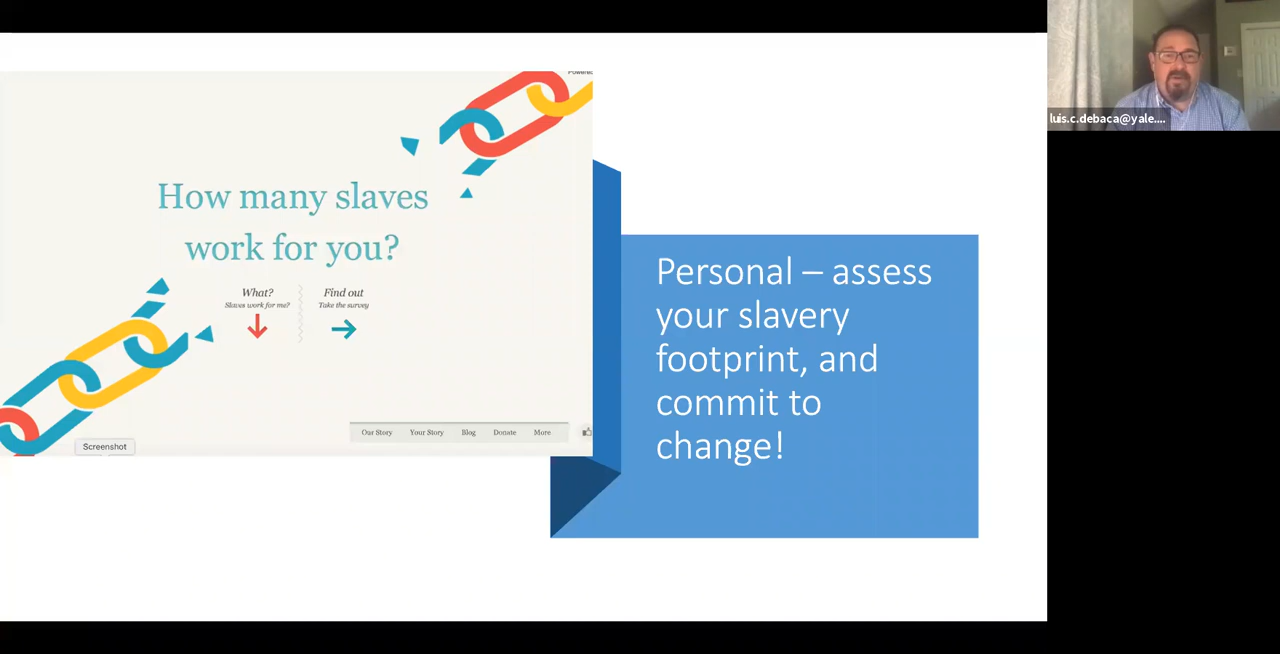 Powered
How many slaves
work for you?
What?
Slaves work for me?
Find out
Take the survey
Our Story
Your Story
Blog
Donate
More
Screenshot
Personal – assess
your slavery
footprint, and
commit to
change!
luis.c.debaca@yale....